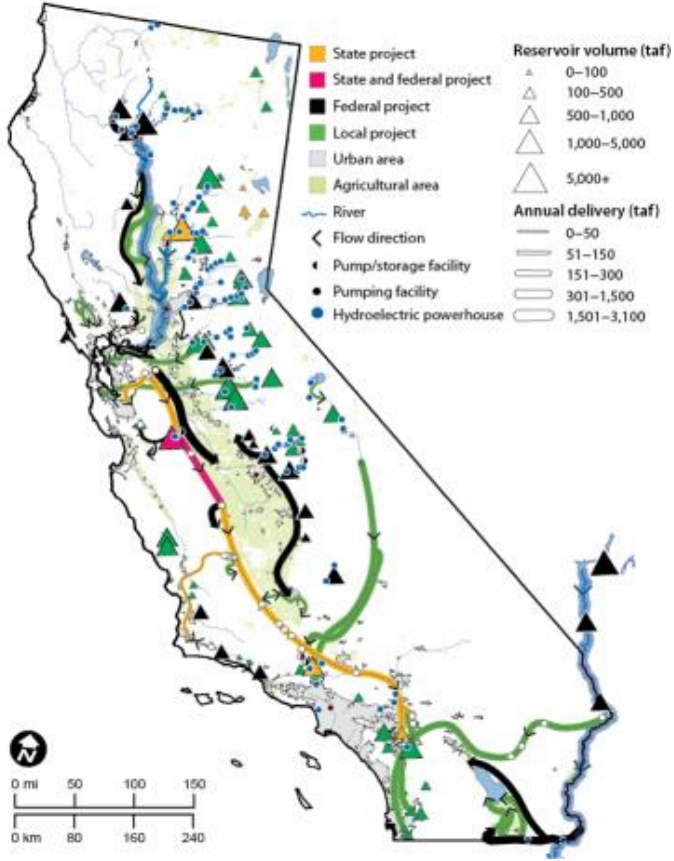 State project
State and federal project
Federal project
Local project
Urban area
Agricultural area
River
Flow direction
Pump/storage facility
Pumping facility
Hydroelectric powerhouse
Reservoir volume (taf)
0–100
100–500
500–1,000
1,000–5,000
5,000+
Annual delivery (taf)
0–50
51–150
151–300
301–1,500
1,501–3,100
N
0 mi 50 100 150
0 km 80 160 240